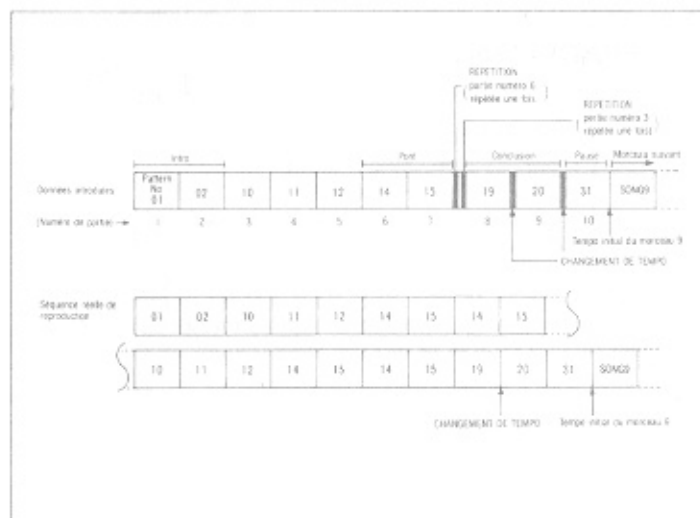 REPETITION
partie numéro 6
répétée une fois
REPETITION
partie numéro 3
répétée une fois
Intro
Pont
Conclusion
Pause
Morceau suivant
Données introduites
Pattern No 01 02 10 11 12 14 15 19 20 31 SONG9
(Numéro de partie) → 1 2 3 4 5 6 7 8 9 10
Tempo initial du morceau 9
CHANGEMENT DE TEMPO
Séquence réelle de
reproduction
01 02 10 11 12 14 15 14 15
10 11 12 14 15 14 15 19 20 31 SONG9
CHANGEMENT DE TEMPO
Tempo initial du morceau 9